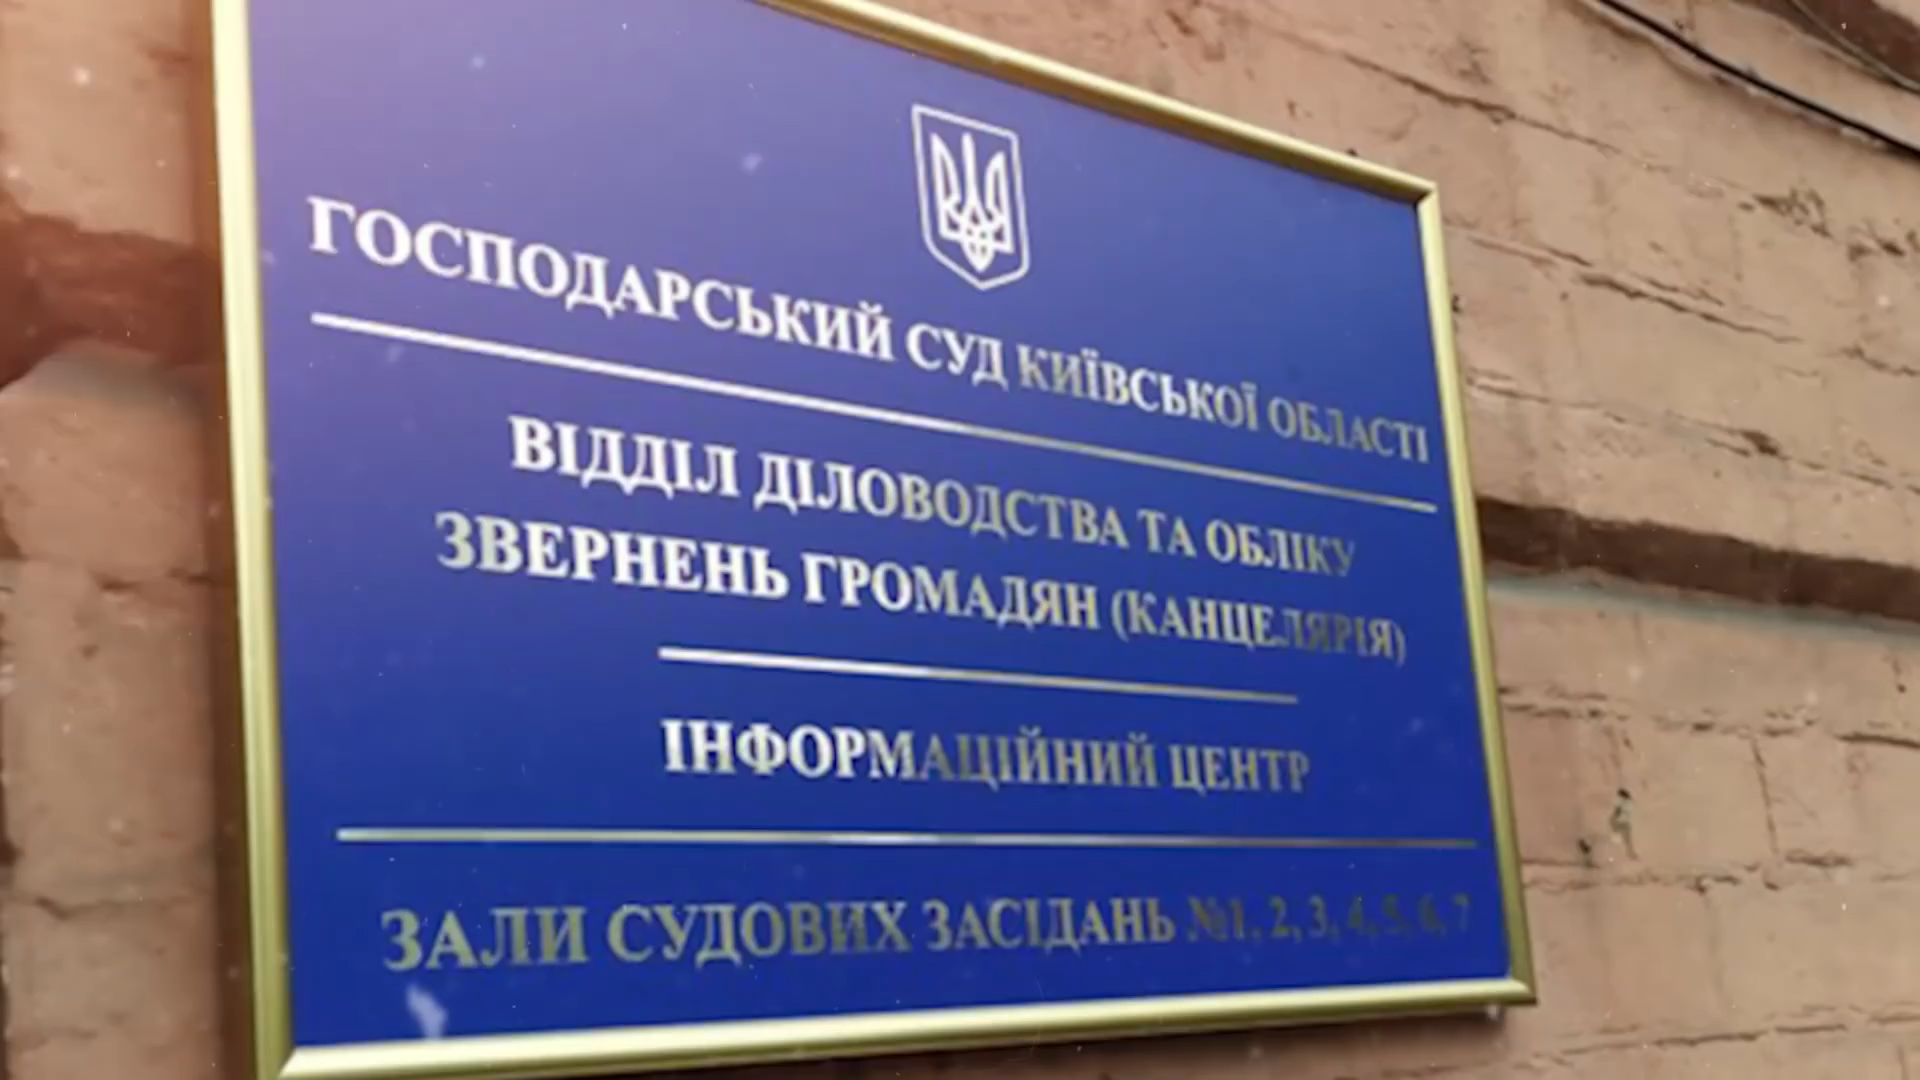 ГОСПОДАРСЬКИЙ СУД КИЇВСЬКОЇ ОБЛАСТІ
ВІДДІЛ ДІЛОВОДСТВА ТА ОБЛІКУ
ЗВЕРНЕНЬ ГРОМАДЯН (КАНЦЕЛЯРІЯ)
ІНФОРМАЦІЙНИЙ ЦЕНТР
ЗАЛИ СУДОВИХ ЗАСІДАНЬ №1, 2, 3, 4, 5, 6, 7